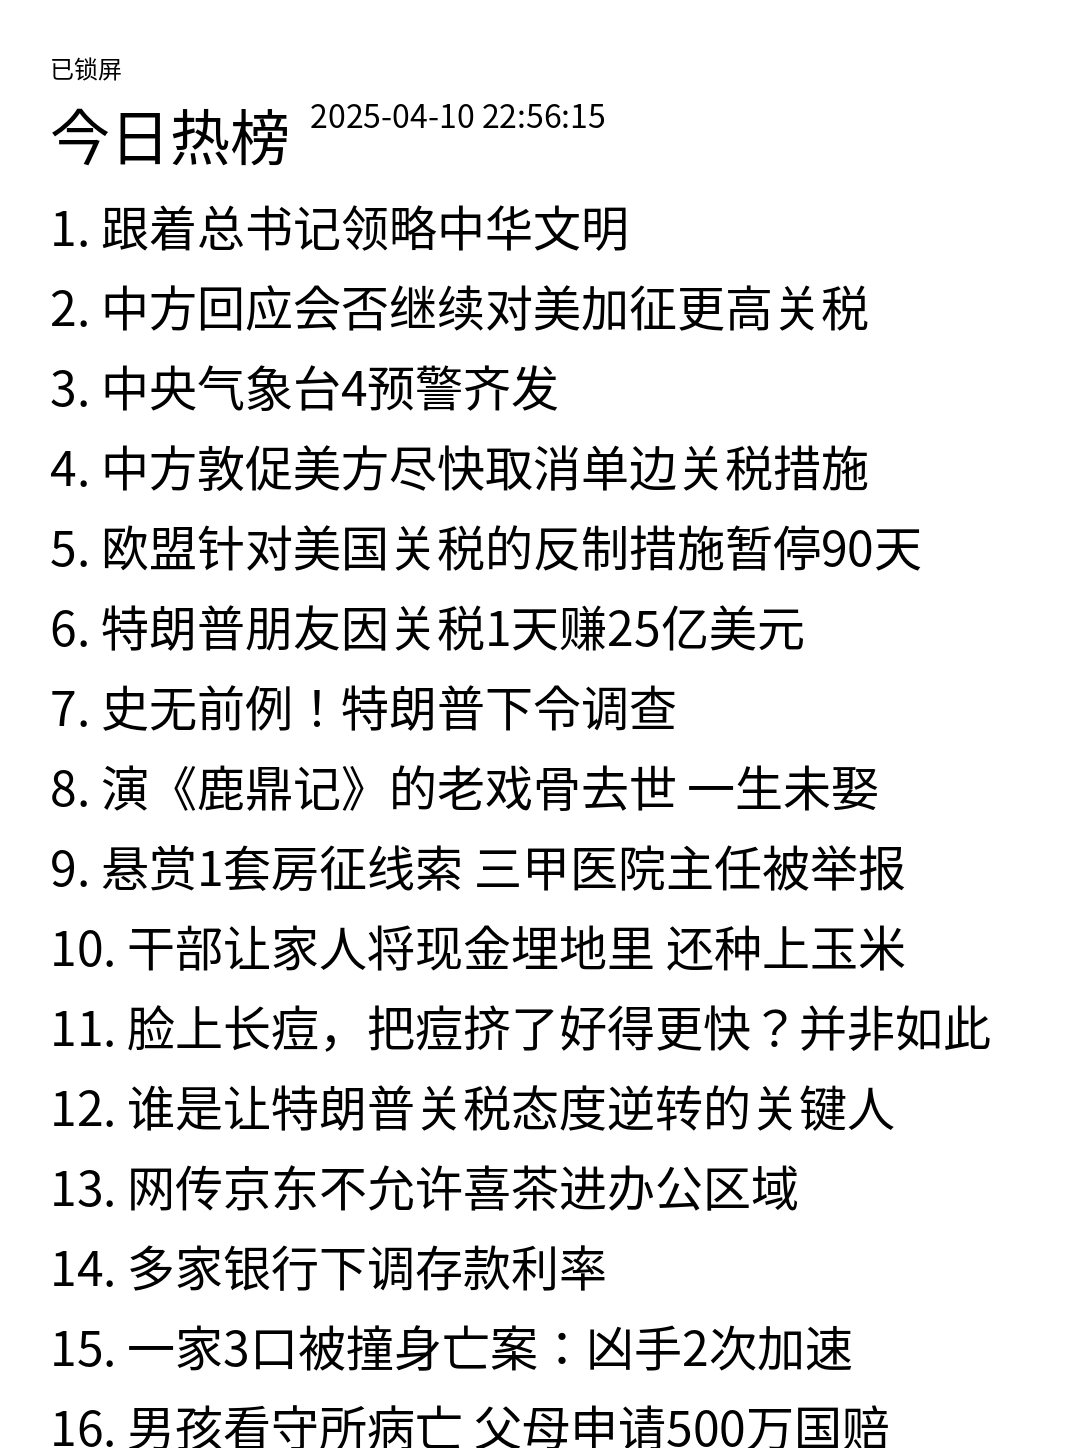 已锁屏
今日热榜 2025-04-10 22:56:15
1. 跟着总书记领略中华文明
2. 中方回应会否继续对美加征更高关税
3. 中央气象台4预警齐发
4. 中方敦促美方尽快取消单边关税措施
5. 欧盟针对美国关税的反制措施暂停90天
6. 特朗普朋友因关税1天赚25亿美元
7. 史无前例！特朗普下令调查
8. 演《鹿鼎记》的老戏骨去世 一生未娶
9. 悬赏1套房征线索 三甲医院主任被举报
10. 干部让家人将现金埋地里 还种上玉米
11. 脸上长痘，把痘挤了好得更快？并非如此
12. 谁是让特朗普关税态度逆转的关键人
13. 网传京东不允许喜茶进办公区域
14. 多家银行下调存款利率
15. 一家3口被撞身亡案：凶手2次加速
16. 男孩看守所病亡 父母申请500万国赔